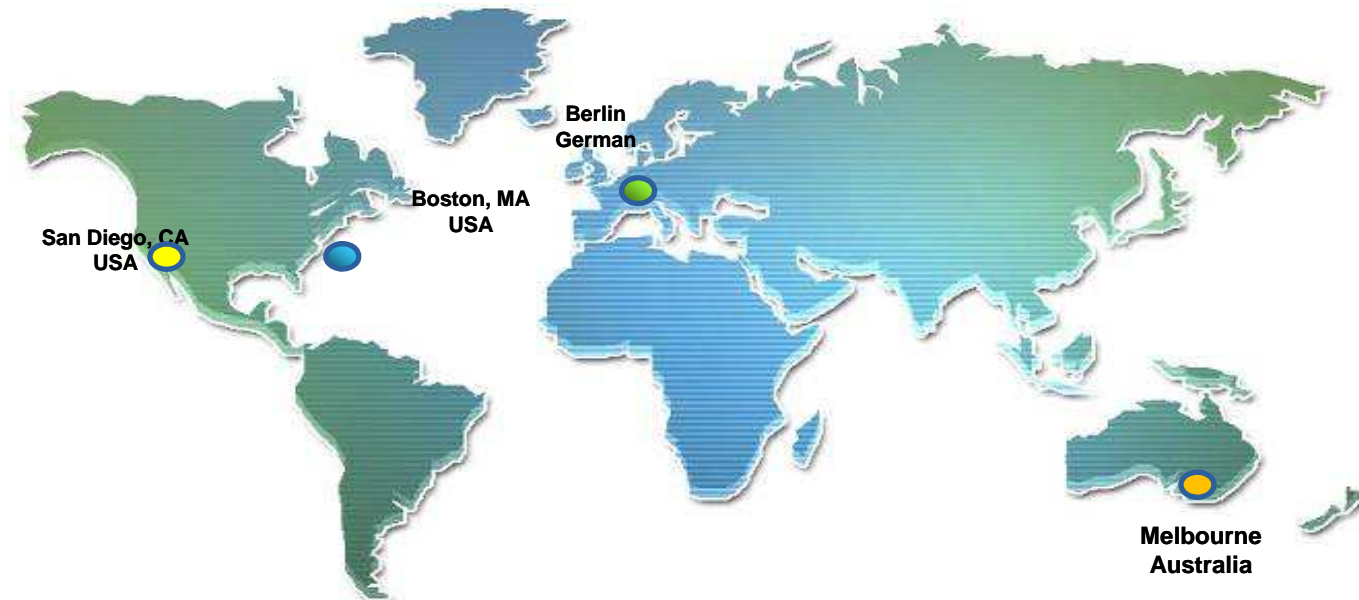 Berlin
German
Boston, MA
USA
San Diego, CA
USA
Melbourne
Australia